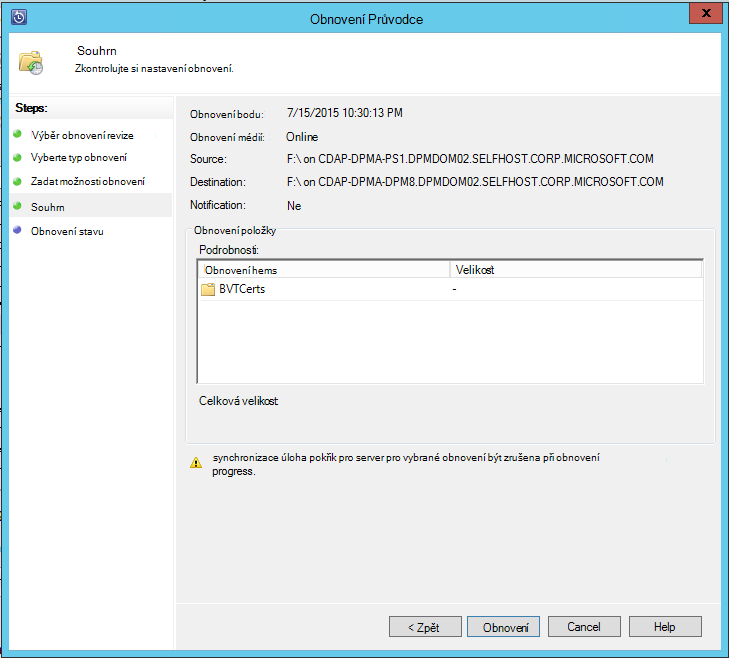 Obnovení Průvodce
x
Souhrn
Zkontrolujte si nastavení obnovení.
Steps:
Výběr obnovení revize
Vyberte typ obnovení
Zadat možnosti obnovení
Souhrn
Obnovení stavu
Obnovení bodu: 7/15/2015 10:30:13 PM
Obnovení médií: Online
Source: F:\ on CDAP-DPMA-PS1.DPMDOM02.SELFHOST.CORP.MICROSOFT.COM
Destination: F:\ on CDAP-DPMA-DPM8.DPMDOM02.SELFHOST.CORP.MICROSOFT.COM
Notification: Ne
Obnovení položky
Podrobnosti:
Obnovení hems Velikost
BVTCerts -
Celková velikost
synchronizace úloha pokřik pro server pro vybrané obnovení být zrušena při obnovení
progress.
< Zpět Obnovení Cancel Help